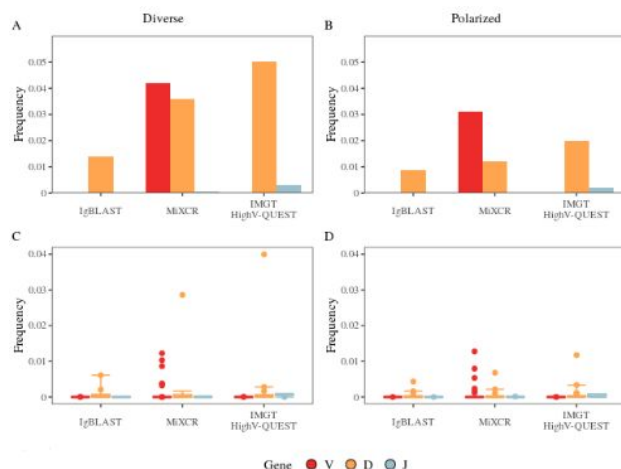 Diverse
Polarized
A
B
Frequency
0.05
0.04
0.03
0.02
0.01
0
IgBLAST
MiXCR
IMGT
HighV-QUEST
Frequency
0.05
0.04
0.03
0.02
0.01
0
IgBLAST
MiXCR
IMGT
HighV-QUEST
C
D
Frequency
0.04
0.03
0.02
0.01
0
IgBLAST
MiXCR
IMGT
HighV-QUEST
Frequency
0.04
0.03
0.02
0.01
0
IgBLAST
MiXCR
IMGT
HighV-QUEST
Gene V D J